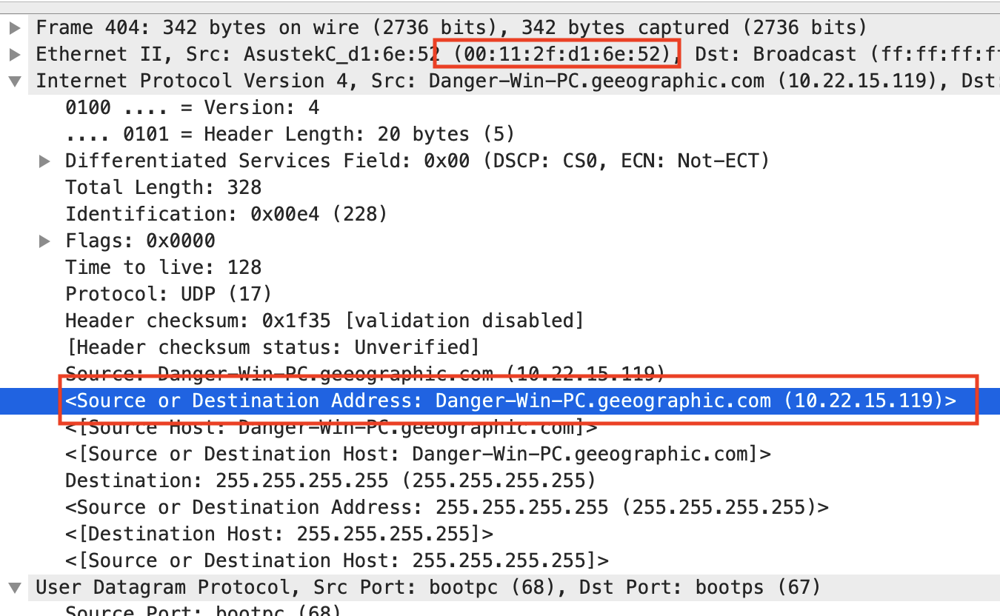 Frame 404: 342 bytes on wire (2736 bits), 342 bytes captured (2736 bits)
Ethernet II, Src: AsustekC_d1:6e:52 (00:11:2f:d1:6e:52), Dst: Broadcast (ff:ff:ff:f
Internet Protocol Version 4, Src: Danger-Win-PC.geeographic.com (10.22.15.119), Dst:
0100 .... = Version: 4
.... 0101 = Header Length: 20 bytes (5)
Differentiated Services Field: 0x00 (DSCP: CS0, ECN: Not-ECT)
Total Length: 328
Identification: 0x00e4 (228)
Flags: 0x0000
Time to live: 128
Protocol: UDP (17)
Header checksum: 0x1f35 [validation disabled]
[Header checksum status: Unverified]
Source: Danger-Win-PC.geeographic.com (10.22.15.119)
<Source or Destination Address: Danger-Win-PC.geeographic.com (10.22.15.119)>
<[Source Host: Danger-Win-PC.geeographic.com]>
<[Source or Destination Host: Danger-Win-PC.geeographic.com]>
Destination: 255.255.255.255 (255.255.255.255)
<Source or Destination Address: 255.255.255.255 (255.255.255.255)>
<[Destination Host: 255.255.255.255]>
<[Source or Destination Host: 255.255.255.255]>
User Datagram Protocol, Src Port: bootpc (68), Dst Port: bootps (67)
Source Port: bootpc (68)